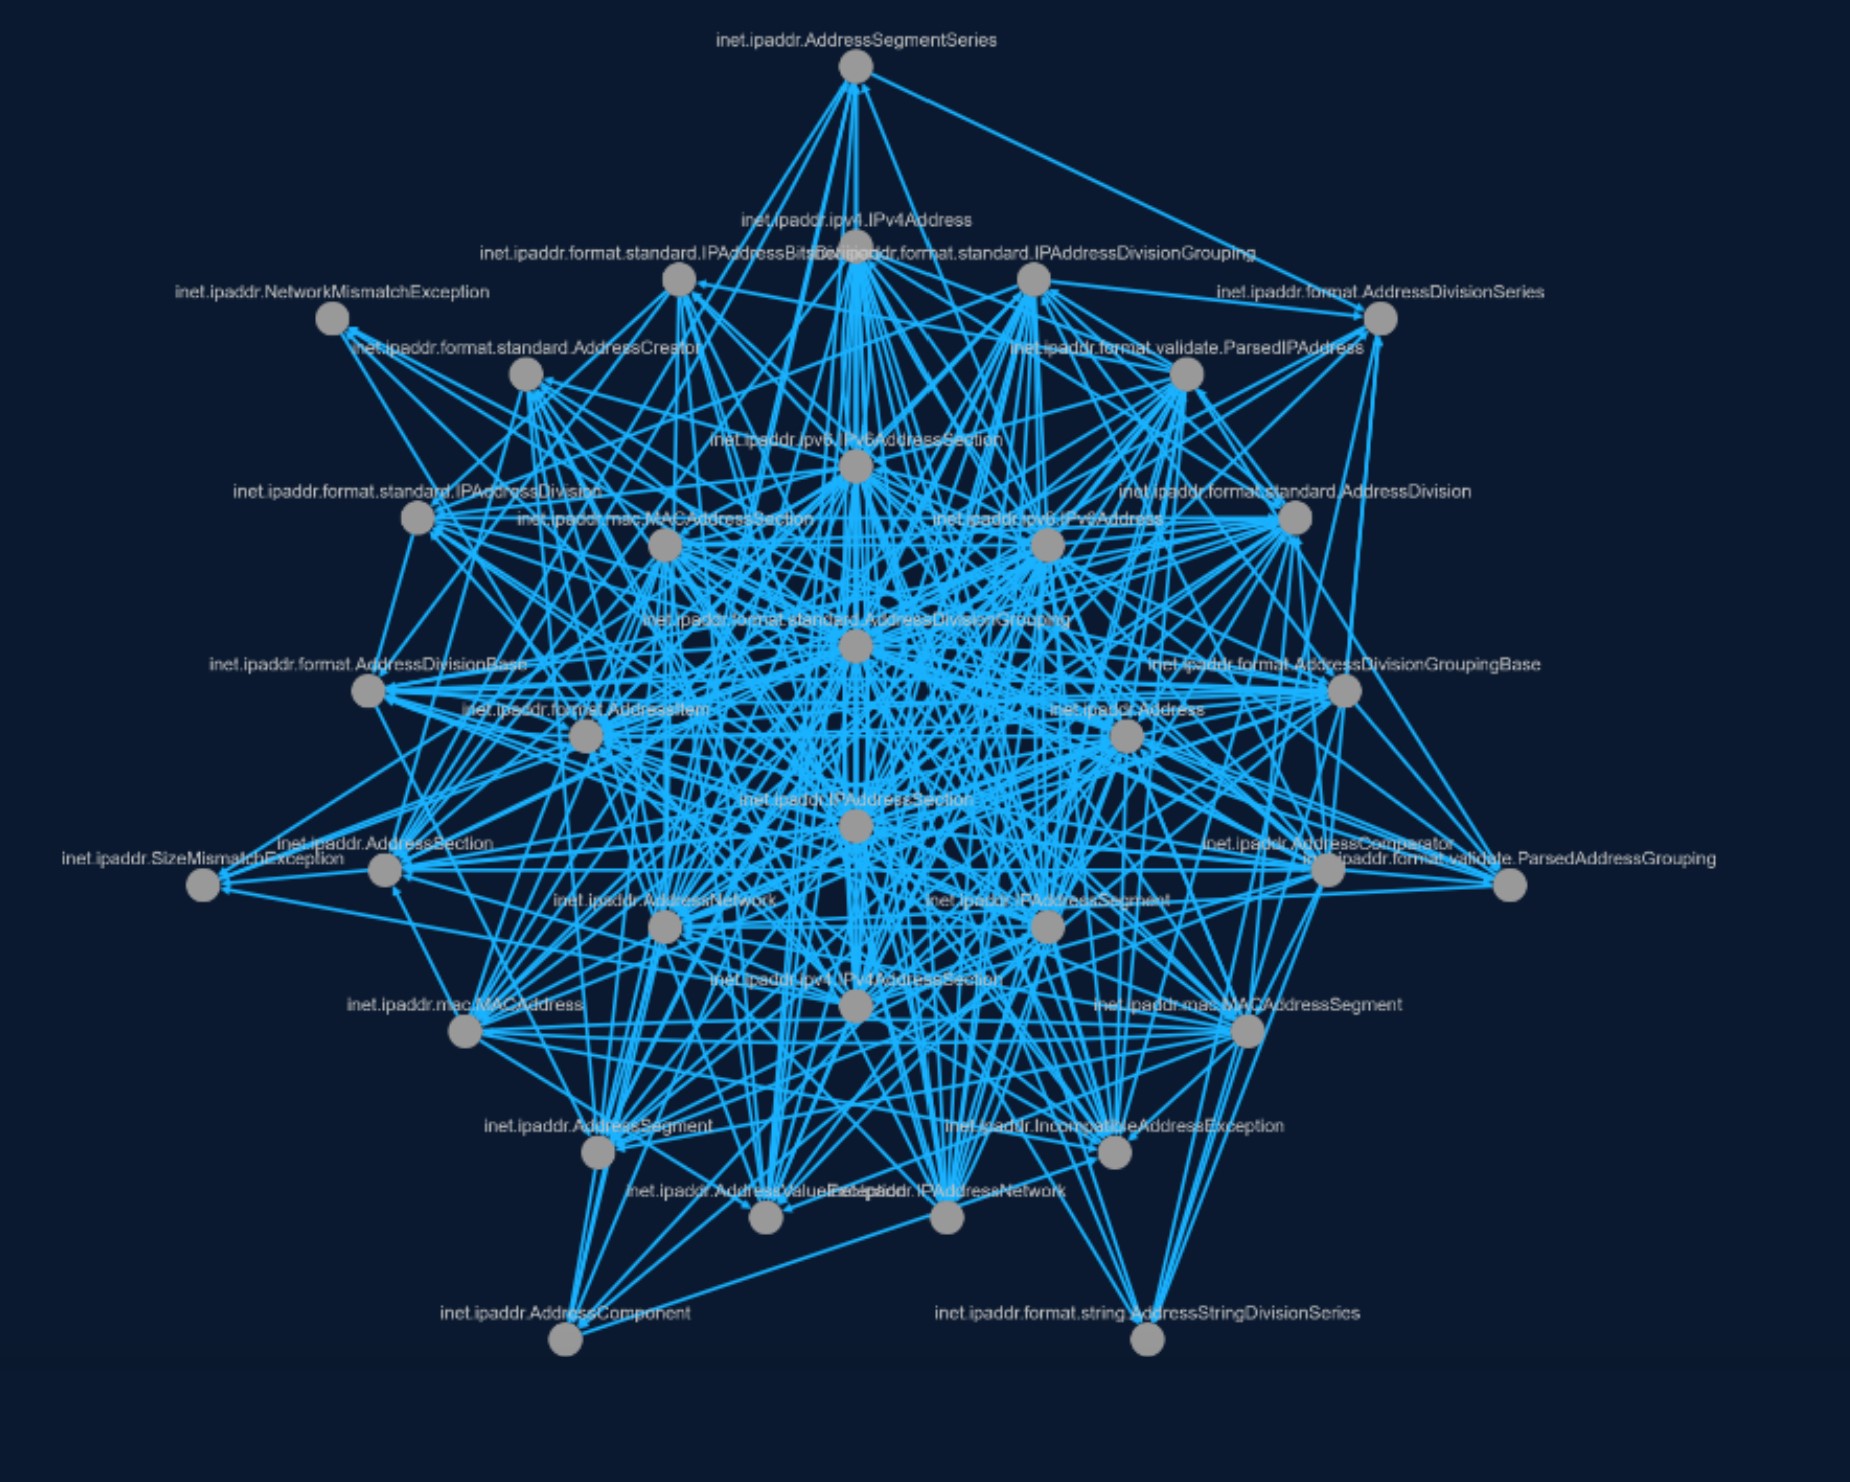 inet.ipaddr.AddressSegmentSeries
inet.ipaddr.ipv4.IPv4Address
inet.ipaddr.format.standard.IPAddressBits
ddr.format.standard.IPAddressDivisionGrouping
inet.ipaddr.NetworkMismatchException
inet.ipaddr.format.AddressDivisionSeries
inet.ipaddr.format.standard.AddressCreator
inet.ipaddr.format.validate.ParsedIPAddress
inet.ipaddr.ipv6.IPv6AddressSection
inet.ipaddr.format.standard.IPAddressDivision
inet.ipaddr.format.standard.AddressDivision
inet.ipaddr.mac.MACAddressSection
inet.ipaddr.ipv6.IPv6Address
inet.ipaddr.format.standard.AddressDivisionGrouping
inet.ipaddr.format.AddressDivisionBase
inet.ipaddr.format.AddressDivisionGroupingBase
inet.ipaddr.format.AddressItem
inet.ipaddr.Address
inet.ipaddr.IPAddressSection
inet.ipaddr.AddressSection
inet.ipaddr.AddressComparator
inet.ipaddr.SizeMismatchException
inet.ipaddr.format.validate.ParsedAddressGrouping
inet.ipaddr.AddressNetwork
inet.ipaddr.IPAddressSegment
inet.ipaddr.ipv4.IPv4AddressSection
inet.ipaddr.mac.MACAddress
inet.ipaddr.mac.MACAddressSegment
inet.ipaddr.AddressSegment
inet.ipaddr.IncompatibleAddressException
inet.ipaddr.AddressValueException
inet.ipaddr.IPAddressNetwork
inet.ipaddr.AddressComponent
inet.ipaddr.format.string.AddressStringDivisionSeries